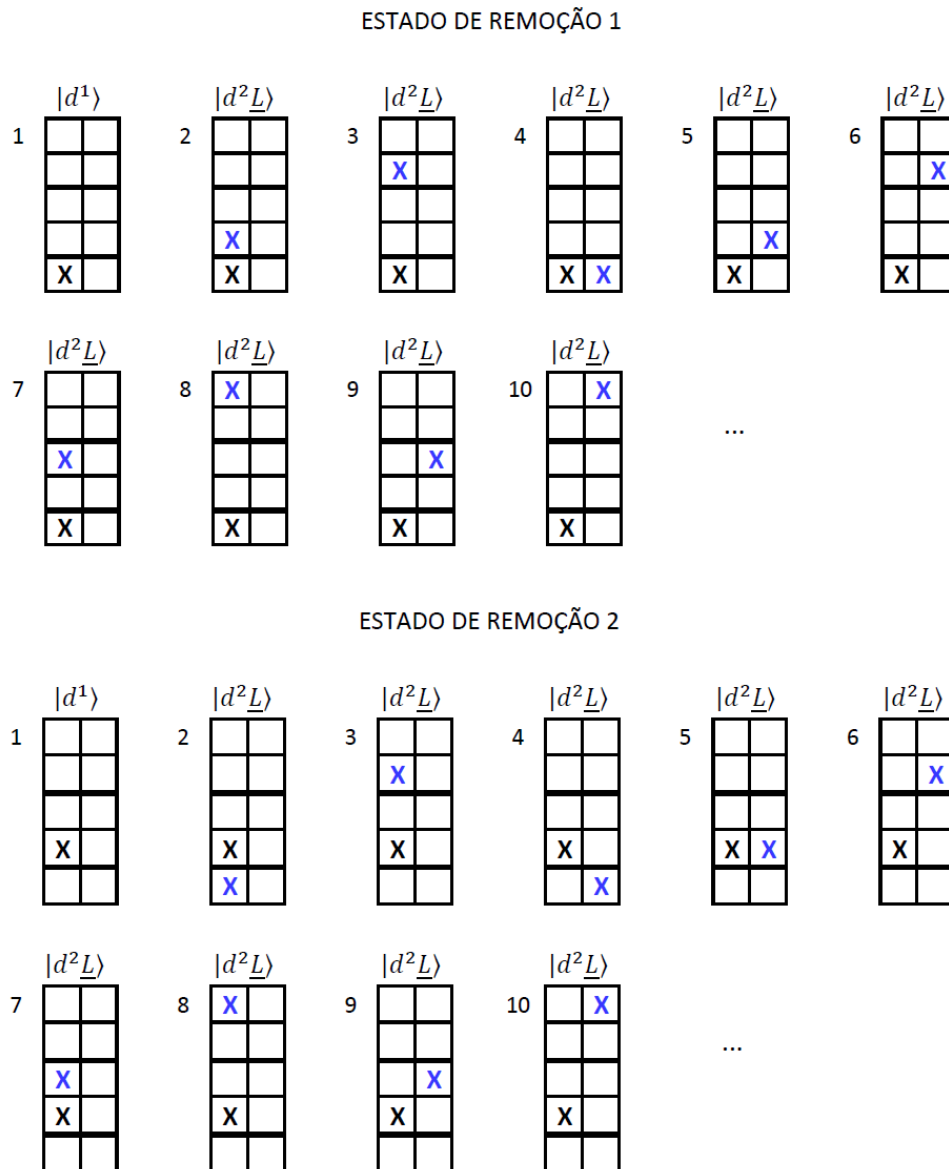 ESTADO DE REMOÇÃO 1
|d¹⟩ |d²L̲⟩ |d²L̲⟩ |d²L̲⟩ |d²L̲⟩ |d²L̲⟩
1 2 3 4 5 6
X X X
X X X
X X X X X X X
|d²L̲⟩ |d²L̲⟩ |d²L̲⟩ |d²L̲⟩
7 8 X 9 10 X ...
X X
X X X X
ESTADO DE REMOÇÃO 2
|d¹⟩ |d²L̲⟩ |d²L̲⟩ |d²L̲⟩ |d²L̲⟩ |d²L̲⟩
1 2 3 4 5 6
X X
X X X X X X X
X X
|d²L̲⟩ |d²L̲⟩ |d²L̲⟩ |d²L̲⟩
7 8 X 9 10 X
...
X X
X X X X